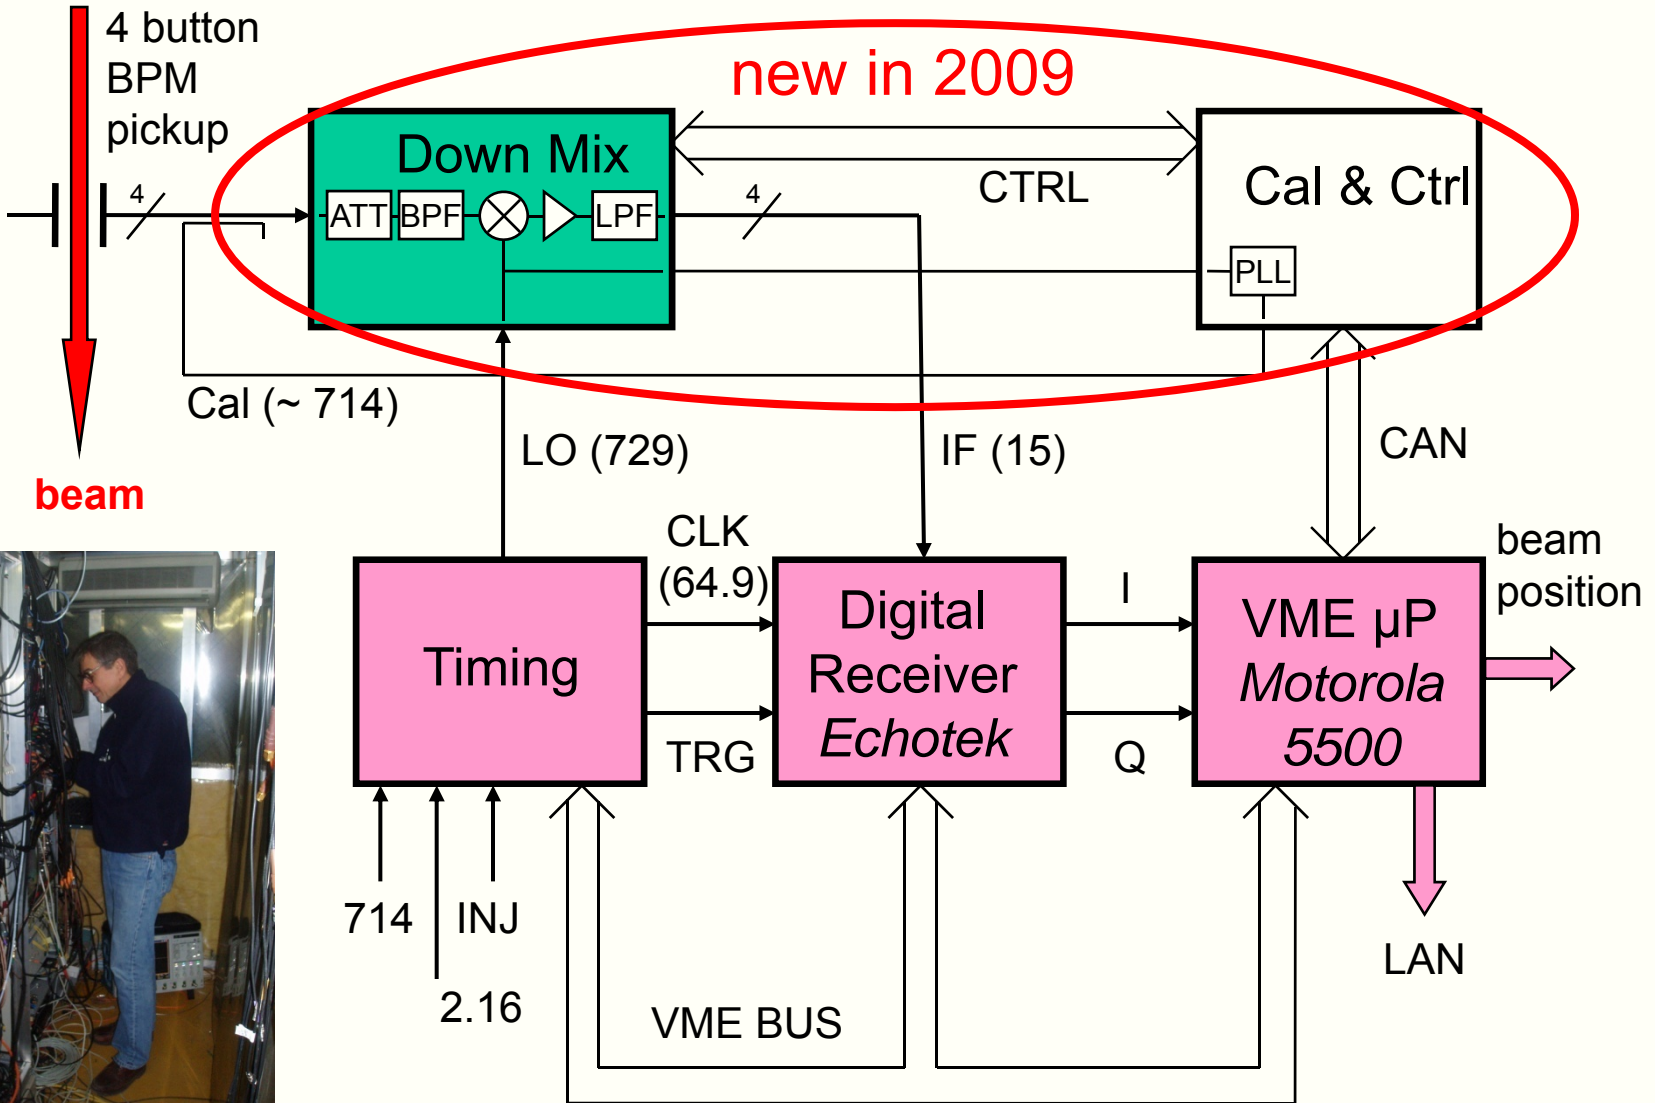 4 button
BPM
pickup
new in 2009
Down Mix
ATT
BPF
LPF
4
4
CTRL
Cal & Ctrl
PLL
Cal (~ 714)
LO (729)
IF (15)
CAN
beam
CLK
(64.9)
TRG
Timing
Digital
Receiver
Echotek
I
Q
VME µP
Motorola
5500
beam
position
714
INJ
2.16
VME BUS
LAN